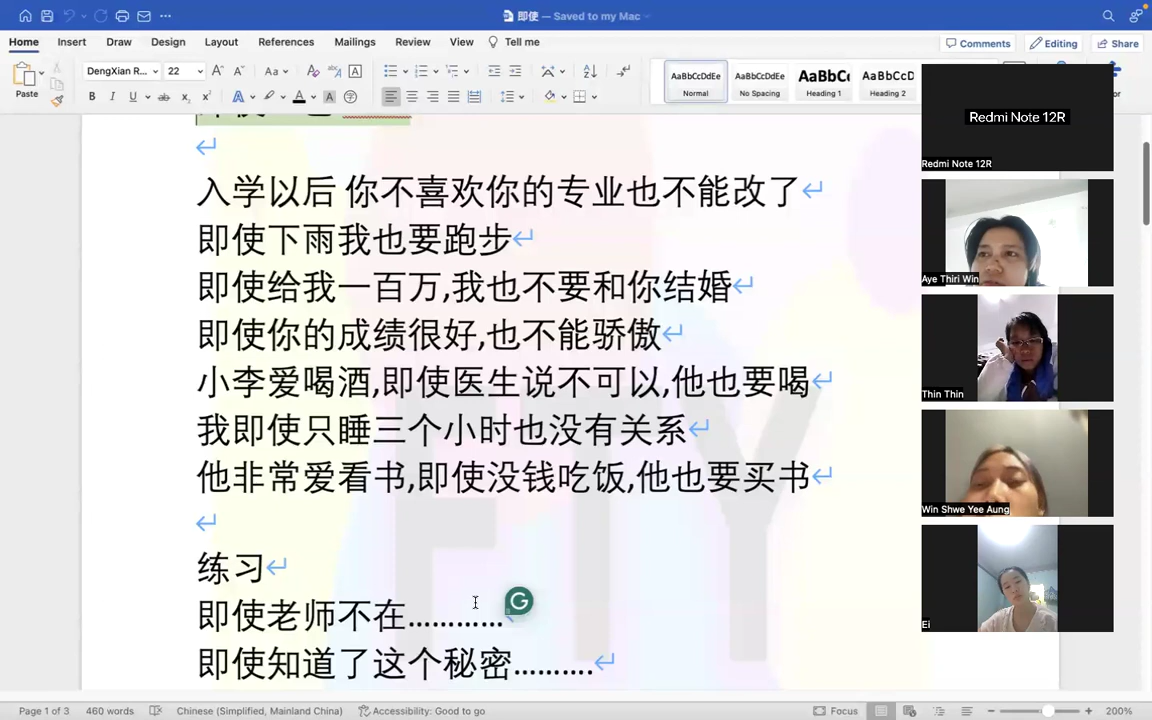 即使 — Saved to my Mac
Home Insert Draw Design Layout References Mailings Review View Tell me
Comments Editing Share
Paste
DengXian R... 22
AaBbCcDdEe AaBbCcDdEe AaBbC AaBbCcD
Normal No Spacing Heading 1 Heading 2
入学以后 你不喜欢你的专业也不能改了
即使下雨我也要跑步
即使给我一百万,我也不要和你结婚
即使你的成绩很好,也不能骄傲
小李爱喝酒,即使医生说不可以,他也要喝
我即使只睡三个小时也没有关系
他非常爱看书,即使没钱吃饭,他也要买书
练习
即使老师不在…………
即使知道了这个秘密……….
Redmi Note 12R
Redmi Note 12R
Aye Thiri Win
Thin Thin
Win Shwe Yee Aung
Ei
Page 1 of 3 460 words Chinese (Simplified, Mainland China) Accessibility: Good to go Focus 200%